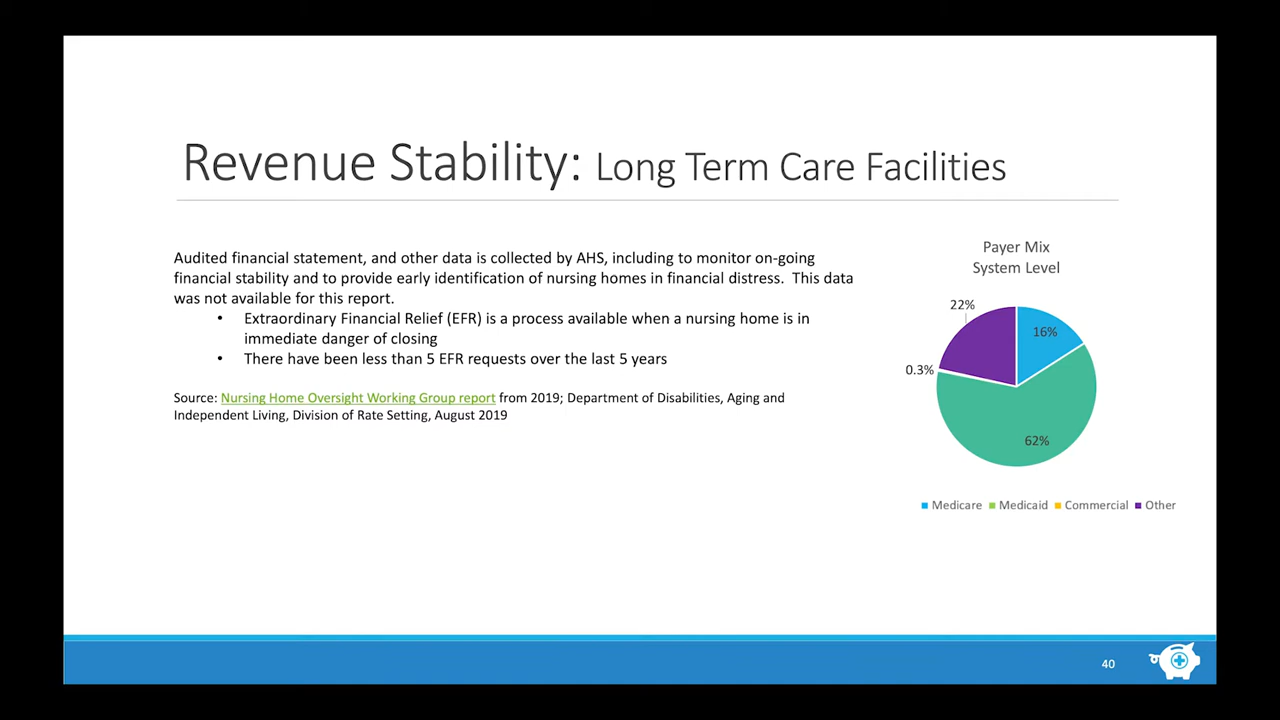 Revenue Stability: Long Term Care Facilities
Audited financial statement, and other data is collected by AHS, including to monitor on-going
financial stability and to provide early identification of nursing homes in financial distress.  This data
was not available for this report.
• Extraordinary Financial Relief (EFR) is a process available when a nursing home is in
immediate danger of closing
• There have been less than 5 EFR requests over the last 5 years
Source: Nursing Home Oversight Working Group report from 2019; Department of Disabilities, Aging and
Independent Living, Division of Rate Setting, August 2019
Payer Mix
System Level
22%
16%
0.3%
62%
Medicare Medicaid Commercial Other
40